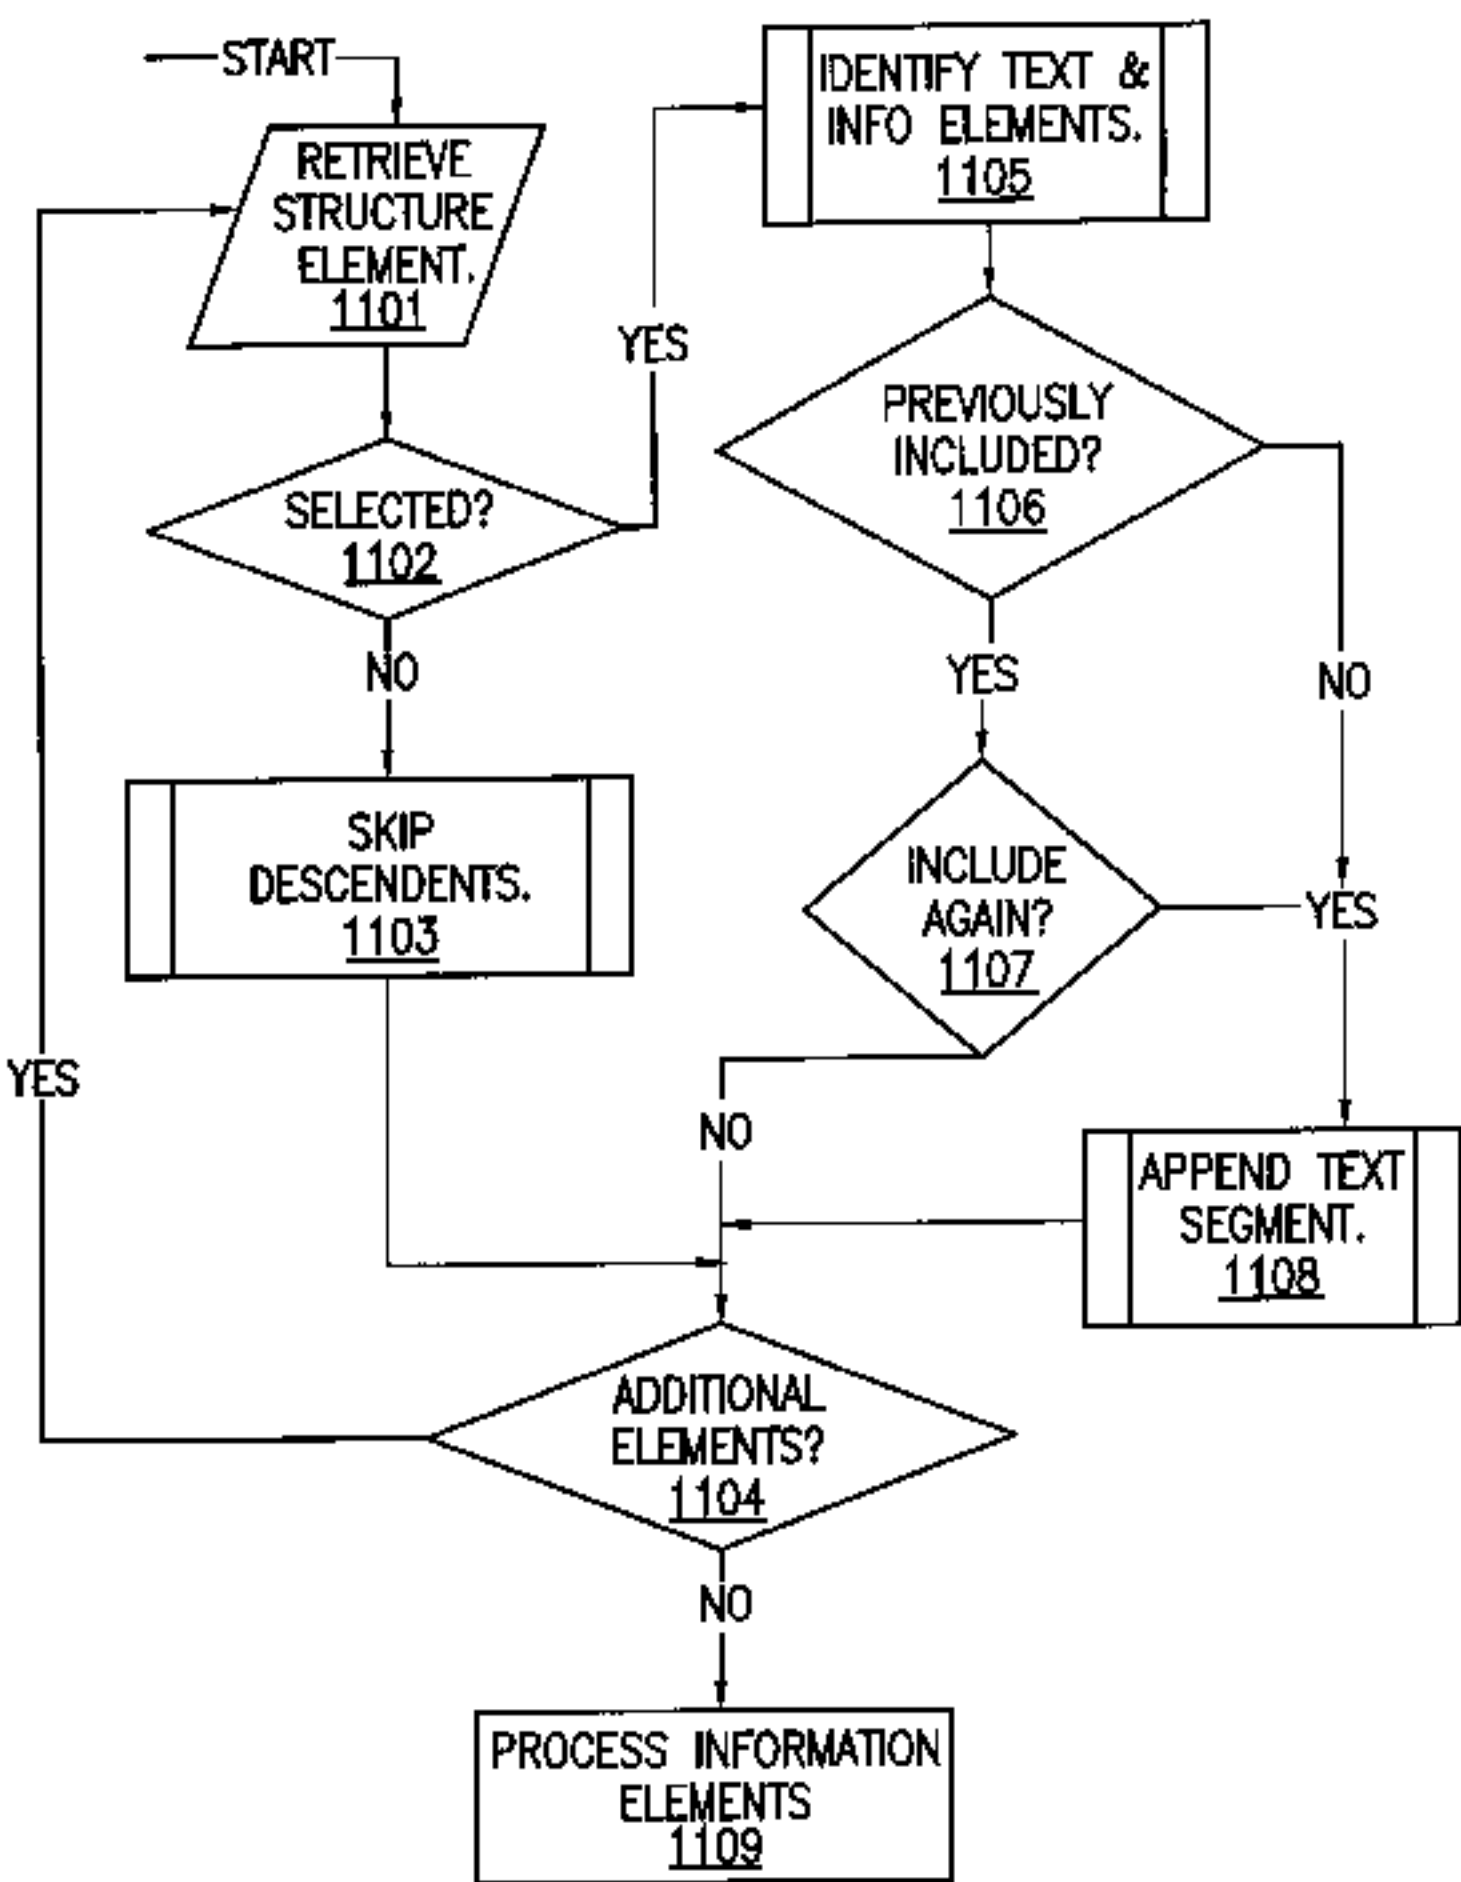 START
RETRIEVE
STRUCTURE
ELEMENT.
1101
SELECTED?
1102
YES
NO
SKIP
DESCENDENTS.
1103
IDENTIFY TEXT &
INFO ELEMENTS.
1105
PREVIOUSLY
INCLUDED?
1106
YES
NO
INCLUDE
AGAIN?
1107
YES
NO
APPEND TEXT
SEGMENT.
1108
YES
ADDITIONAL
ELEMENTS?
1104
NO
PROCESS INFORMATION
ELEMENTS
1109